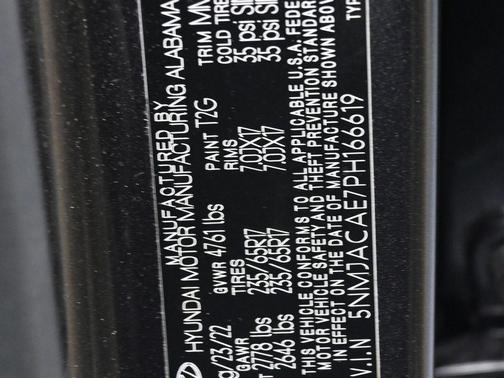 MANUFACTURED BY
HYUNDAI MOTOR MANUFACTURING ALABAMA
/23/22 GVWR 4761 lbs PAINT T2G TRIM
GAWR TIRES RIMS COLD TIRE
2778 lbs 235/65R17 7.0JX17 35 psi
2646 lbs 235/65R17 7.0JX17 35 psi
THIS VEHICLE CONFORMS TO ALL APPLICABLE U.S.A. FEDE
MOTOR VEHICLE SAFETY AND THEFT PREVENTION STANDAR
IN EFFECT ON THE DATE OF MANUFACTURE SHOWN ABOV
V.I.N 5NMJACAE7PH166619 TYP